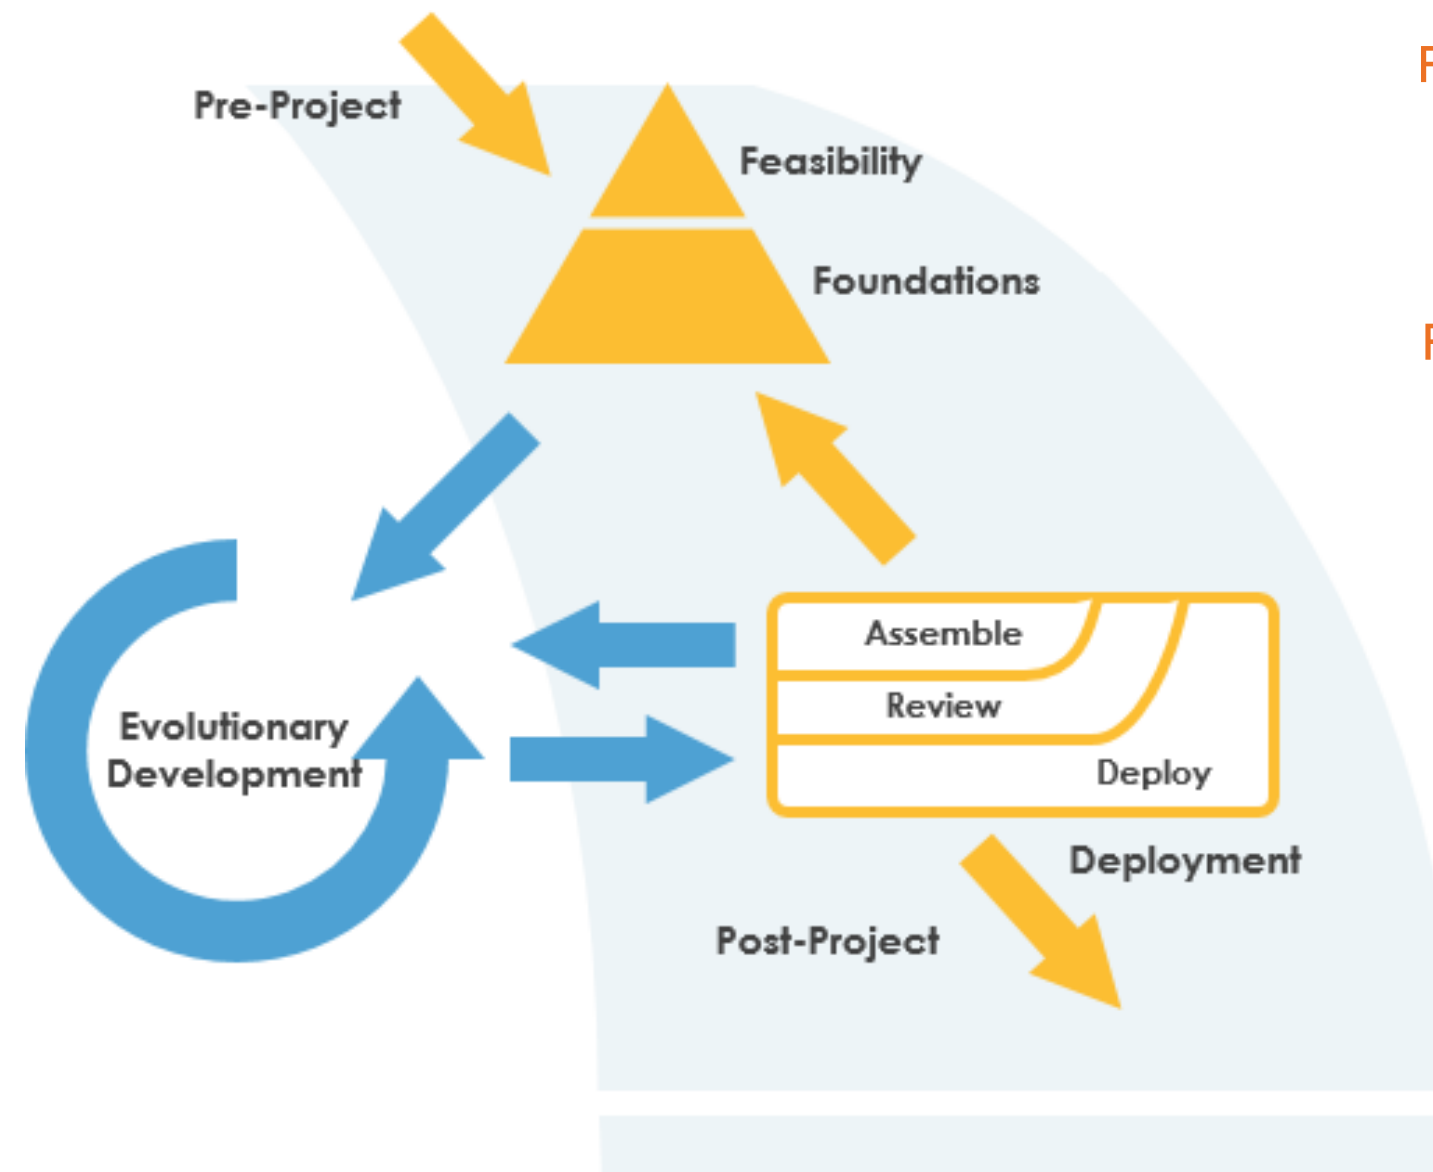 Pre-Project
Feasibility
Foundations
Assemble
Review
Deploy
Evolutionary
Development
Deployment
Post-Project